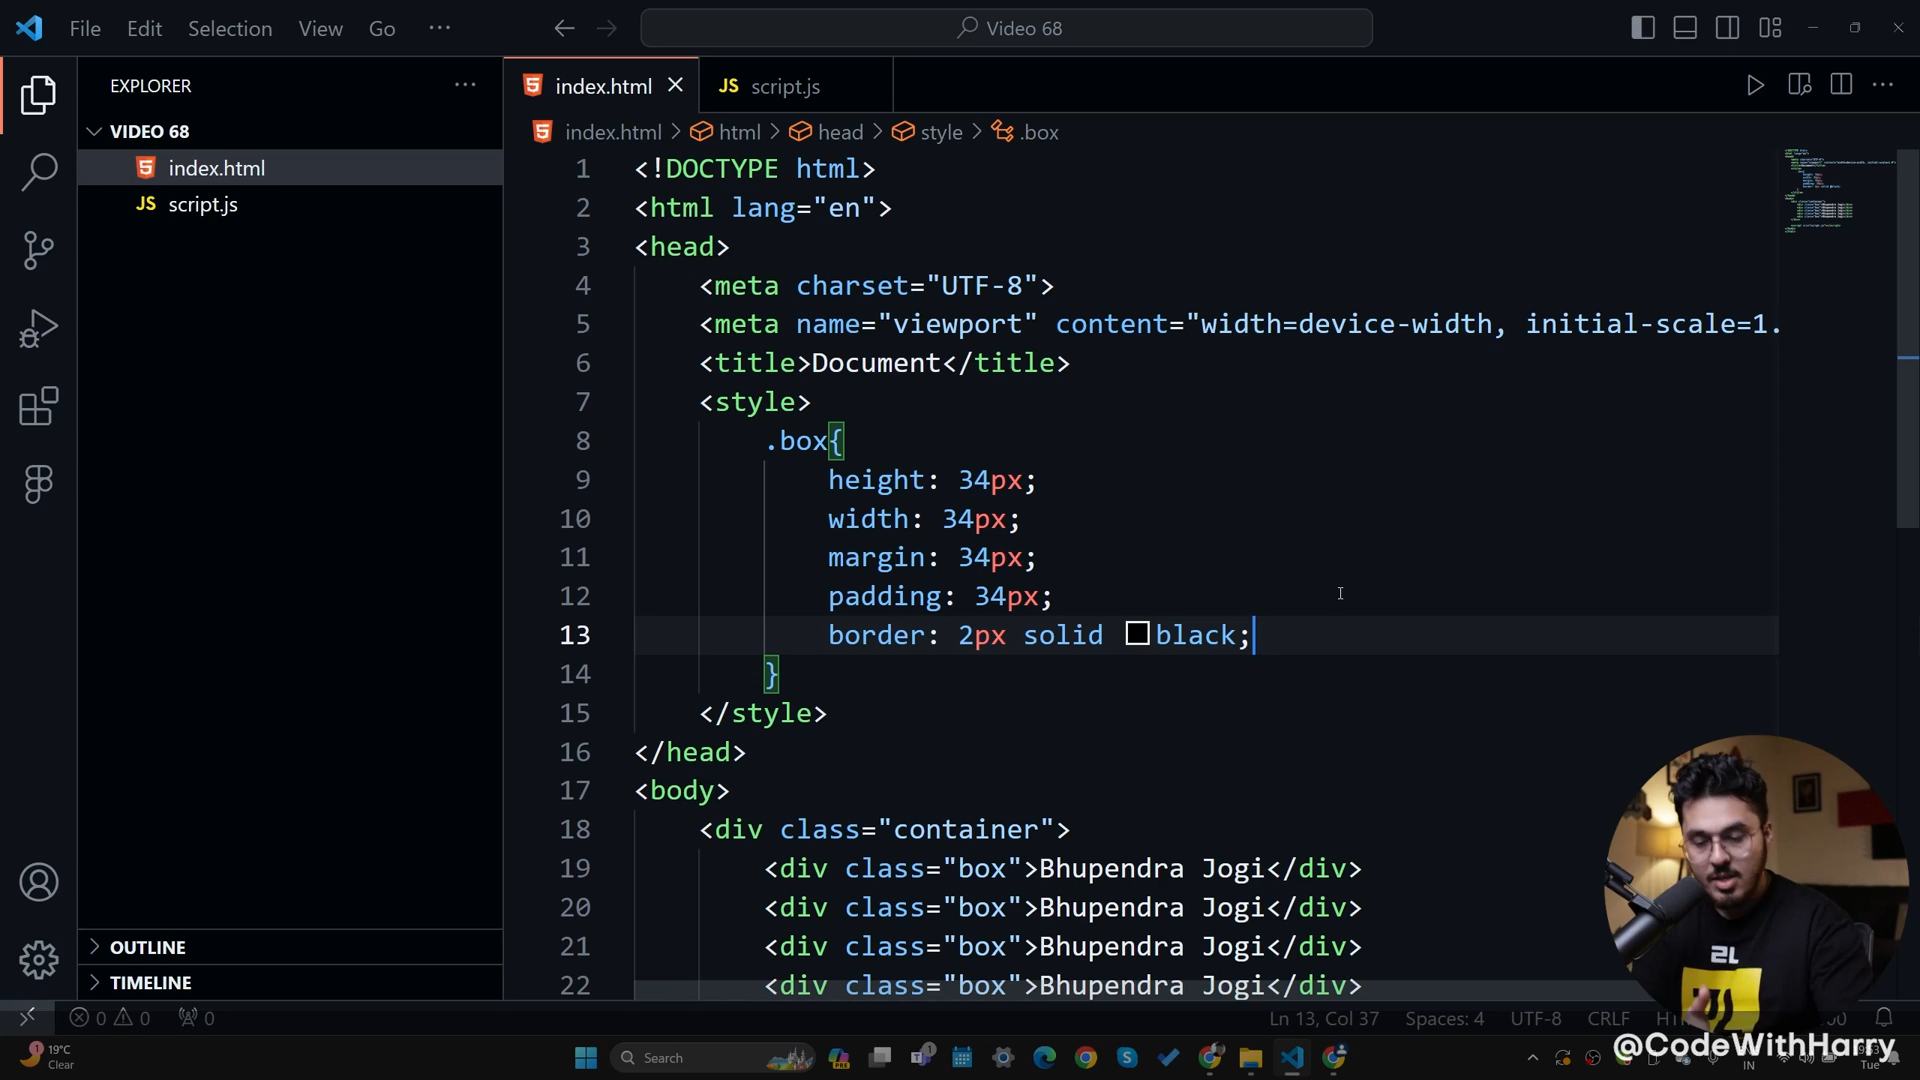 File Edit Selection View Go ... Video 68
EXPLORER ...
VIDEO 68
index.html
JS script.js
OUTLINE
TIMELINE
index.html JS script.js
index.html > html > head > style > .box
1 <!DOCTYPE html>
2 <html lang="en">
3 <head>
4 <meta charset="UTF-8">
5 <meta name="viewport" content="width=device-width, initial-scale=1.
6 <title>Document</title>
7 <style>
8 .box{
9 height: 34px;
10 width: 34px;
11 margin: 34px;
12 padding: 34px;
13 border: 2px solid black;
14 }
15 </style>
16 </head>
17 <body>
18 <div class="container">
19 <div class="box">Bhupendra Jogi</div>
20 <div class="box">Bhupendra Jogi</div>
21 <div class="box">Bhupendra Jogi</div>
22 <div class="box">Bhupendra Jogi</div>
0 0 0 Ln 13, Col 37 Spaces: 4 UTF-8 CRLF
@CodeWithHarry
19°C
Clear
Search
IN
Tue